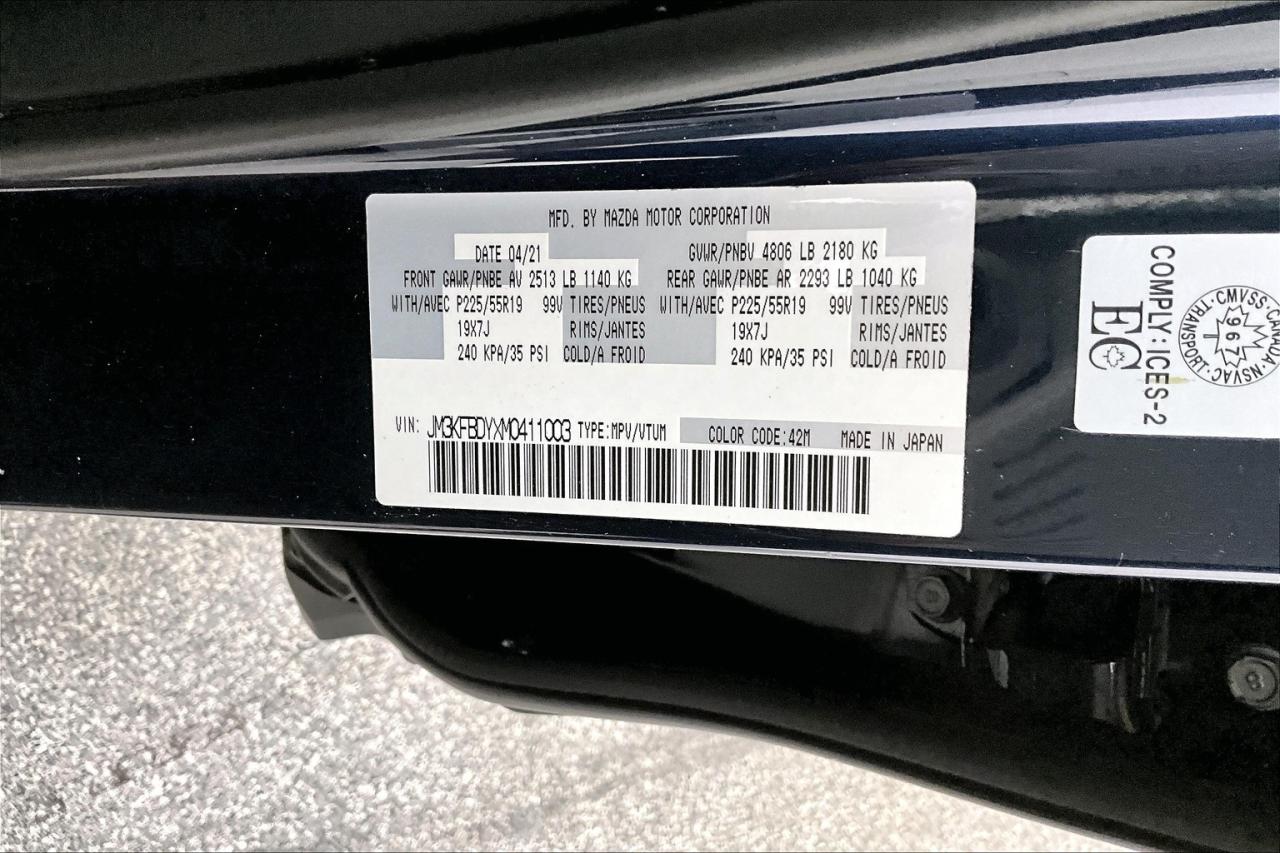 MFD. BY MAZDA MOTOR CORPORATION
DATE 04/21 GVWR/PNBV 4806 LB 2180 KG
FRONT GAWR/PNBE AV 2513 LB 1140 KG REAR GAWR/PNBE AR 2293 LB 1040 KG
WITH/AVEC P225/55R19 99V TIRES/PNEUS WITH/AVEC P225/55R19 99V TIRES/PNEUS
19X7J RIMS/JANTES 19X7J RIMS/JANTES
240 KPA/35 PSI COLD/A FROID 240 KPA/35 PSI COLD/A FROID
VIN: JM3KFBDYXM0411003 TYPE:MPV/VTUM COLOR CODE:42M MADE IN JAPAN
COMPLY: ICES-2
EC
CMVSS·CANADA·NSVAC·TRANSPORT·
967
8